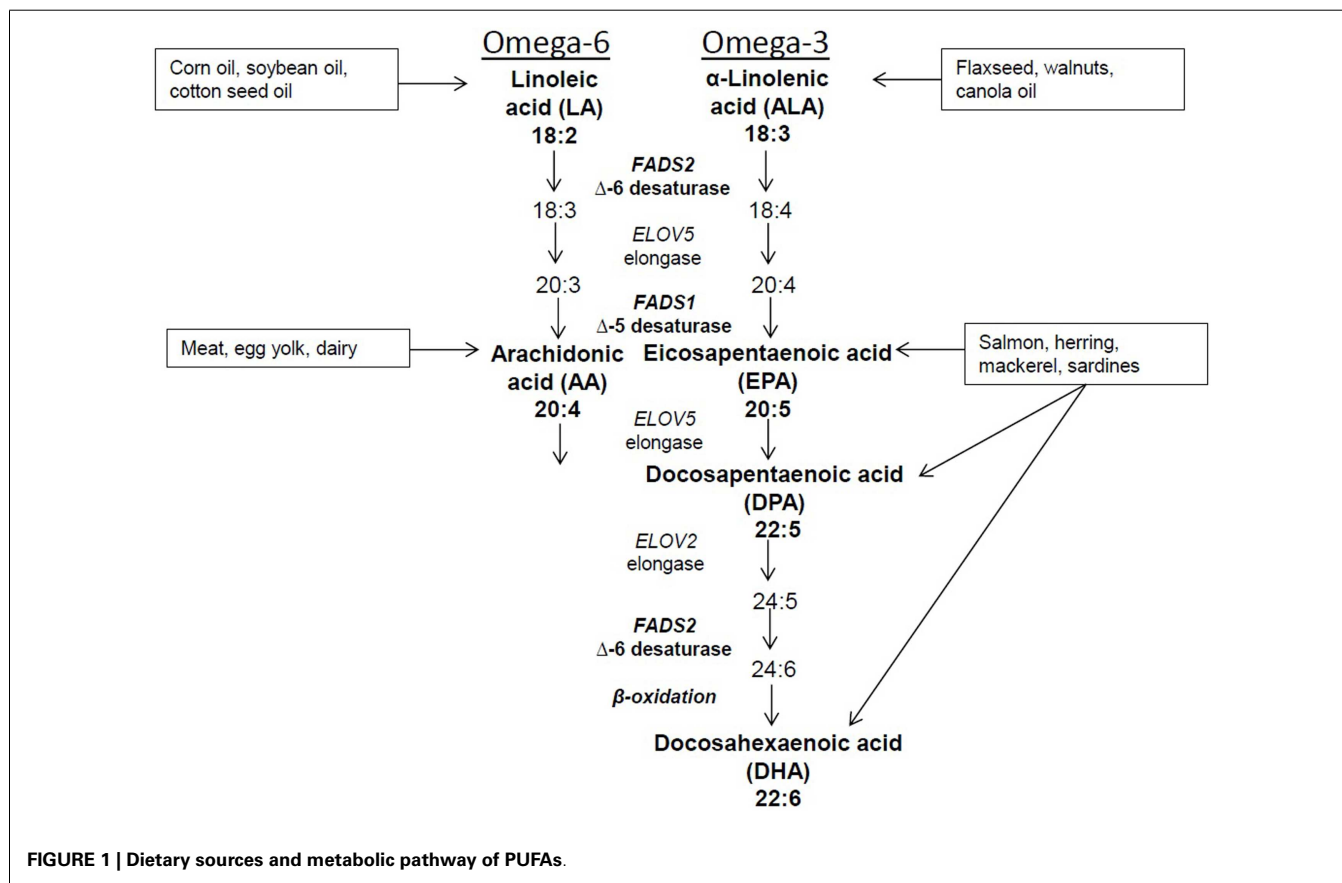 Omega-6
Omega-3
Corn oil, soybean oil,
cotton seed oil
Linoleic
acid (LA)
18:2
α-Linolenic
acid (ALA)
18:3
Flaxseed, walnuts,
canola oil
FADS2
Δ-6 desaturase
18:3
18:4
ELOV5
elongase
20:3
20:4
FADS1
Δ-5 desaturase
Meat, egg yolk, dairy
Arachidonic
acid (AA)
20:4
Eicosapentaenoic acid
(EPA)
20:5
Salmon, herring,
mackerel, sardines
ELOV5
elongase
Docosapentaenoic acid
(DPA)
22:5
ELOV2
elongase
24:5
FADS2
Δ-6 desaturase
24:6
β-oxidation
Docosahexaenoic acid
(DHA)
22:6
FIGURE 1 | Dietary sources and metabolic pathway of PUFAs.